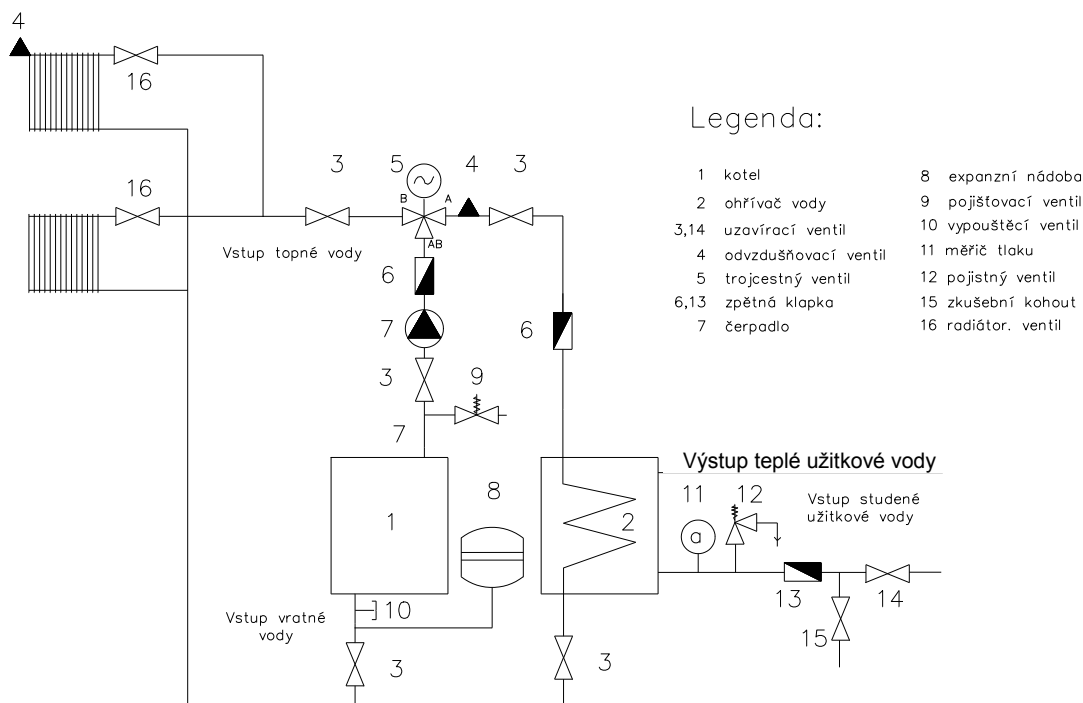 4
16
Legenda:
3
5
4
3
1 kotel
8 expanzní nádoba
16
B
A
2 ohřívač vody
9 pojišťovací ventil
3,14 uzavírací ventil
10 vypouštěcí ventil
AB
Vstup topné vody
4 odvzdušňovací ventil
11 měřič tlaku
6
5 trojcestný ventil
12 pojistný ventil
6,13 zpětná klapka
15 zkušební kohout
7
6
7 čerpadlo
16 radiátor. ventil
3
9
7
Výstup teplé užitkové vody
8
11
12
Vstup studené
užitkové vody
1
2
a
13
14
10
Vstup vratné
vody
15
3
3